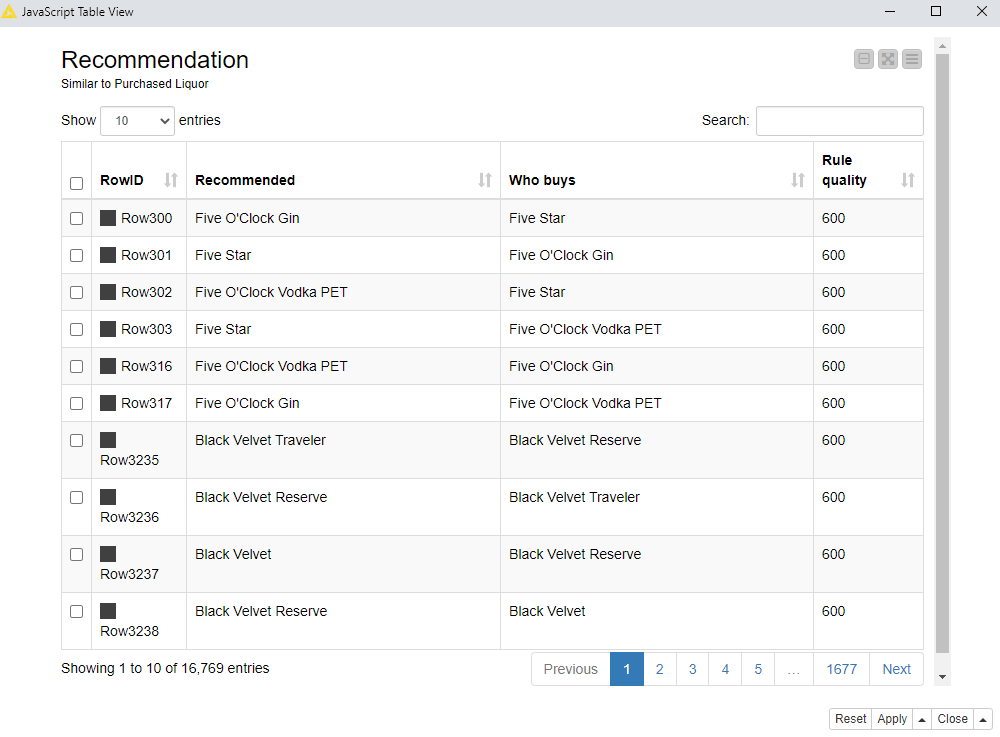 JavaScript Table View
Recommendation
Similar to Purchased Liquor
Show 10 entries Search:
RowID Recommended Who buys Rule quality
Row300 Five O'Clock Gin Five Star 600
Row301 Five Star Five O'Clock Gin 600
Row302 Five O'Clock Vodka PET Five Star 600
Row303 Five Star Five O'Clock Vodka PET 600
Row316 Five O'Clock Vodka PET Five O'Clock Gin 600
Row317 Five O'Clock Gin Five O'Clock Vodka PET 600
Row3235 Black Velvet Traveler Black Velvet Reserve 600
Row3236 Black Velvet Reserve Black Velvet Traveler 600
Row3237 Black Velvet Black Velvet Reserve 600
Row3238 Black Velvet Reserve Black Velvet 600
Showing 1 to 10 of 16,769 entries Previous 1 2 3 4 5 … 1677 Next
Reset Apply Close